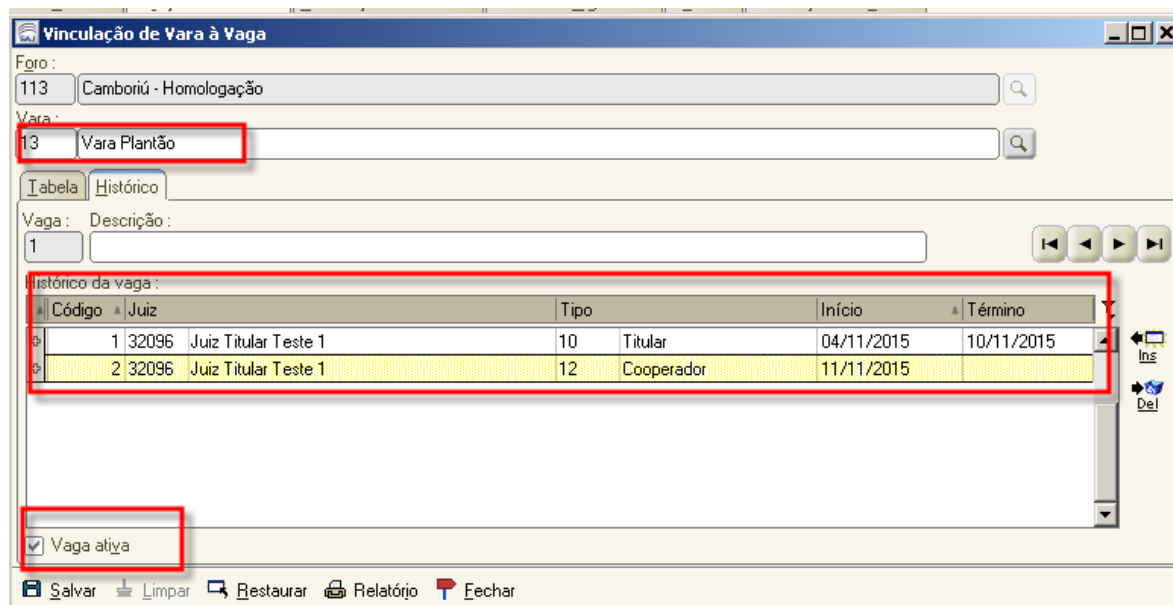 Vinculação de Vara à Vaga
Foro :
113 Camboriú - Homologação
Vara :
13 Vara Plantão
Tabela Histórico
Vaga : Descrição :
1
Histórico da vaga :
Código Juiz Tipo Início Término
1 32096 Juiz Titular Teste 1 10 Titular 04/11/2015 10/11/2015
2 32096 Juiz Titular Teste 1 12 Cooperador 11/11/2015
Ins
Del
Vaga ativa
Salvar Limpar Restaurar Relatório Fechar